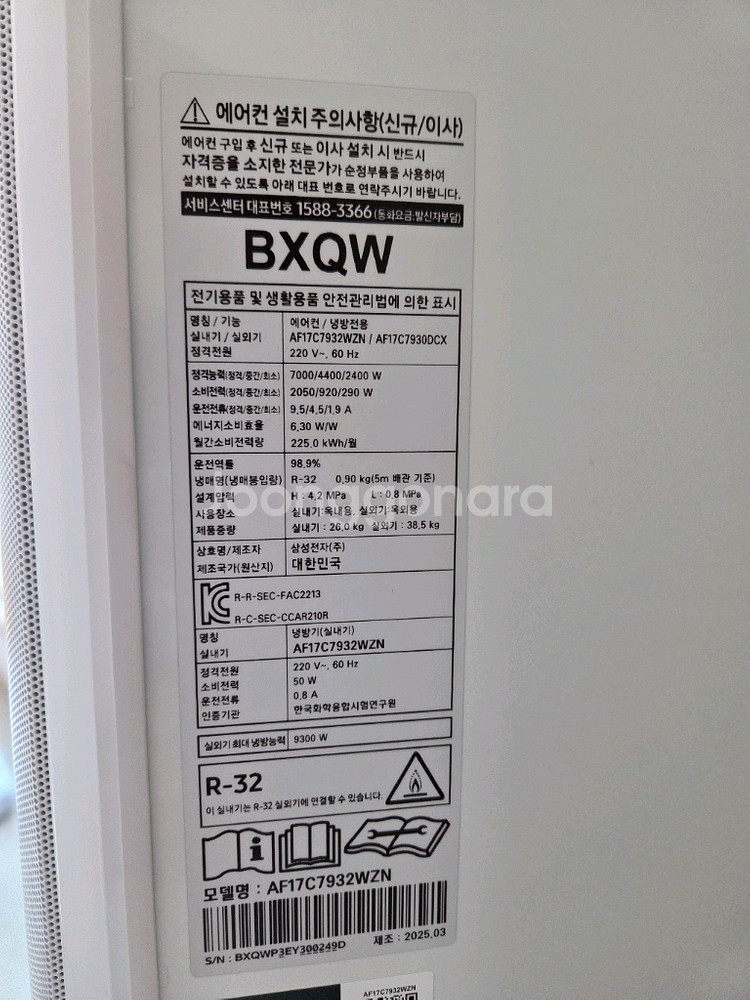 에어컨 설치 주의사항(신규/이사)
에어컨 구입 후 신규 또는 이사 설치 시 반드시
자격증을 소지한 전문가가 순정부품을 사용하여
설치할 수 있도록 아래 대표 번호로 연락주시기 바랍니다.
서비스센터 대표번호 1588-3366 (통화요금:발신자부담)
BXQW
전기용품 및 생활용품 안전관리법에 의한 표시
명칭 / 기능 에어컨 / 냉방전용
실내기 / 실외기 AF17C7932WZN / AF17C7930DCX
정격전원 220 V~, 60 Hz
정격능력(정격/중간/최소) 7000/4400/2400 W
소비전력(정격/중간/최소) 2050/920/290 W
운전전류(정격/중간/최소) 9.5/4.5/1.9 A
에너지소비효율 6.30 W/W
월간소비전력량 225.0 kWh/월
운전역률 98.9%
냉매명(냉매봉입량) R-32 0.90 kg(5m 배관 기준)
설계압력 H : 4.2 MPa L : 0.8 MPa
사용장소 실내기:옥내용, 실외기:옥외용
제품중량 실내기 : 26.0 kg 실외기 : 38.5 kg
상호명/제조자 삼성전자(주)
제조국가(원산지) 대한민국
R-R-SEC-FAC2213
R-C-SEC-CCAR210R
명칭 냉방기(실내기)
실내기 AF17C7932WZN
정격전원 220 V~, 60 Hz
소비전력 50 W
운전전류 0.8 A
인증기관 한국화학융합시험연구원
실외기 최대 냉방능력 9300 W
R-32
이 실내기는 R-32 실외기에 연결할 수 있습니다.
모델명 : AF17C7932WZN
S/N : BXQWP3EY300249D 제조 : 2025.03
AF17C7932WZN
joonggonara